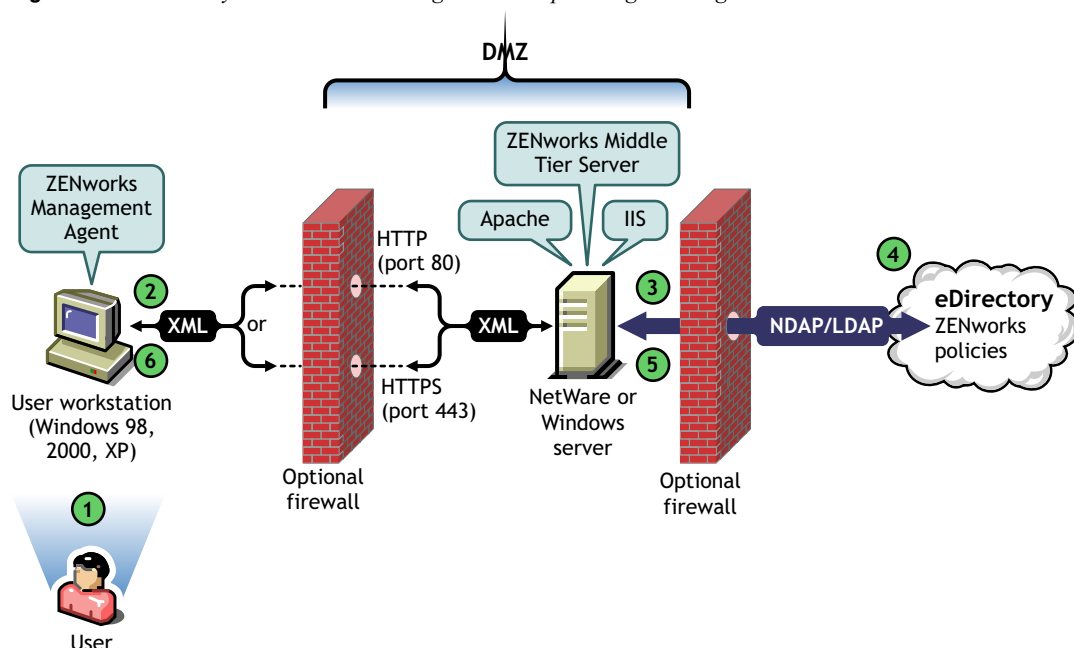 DMZ
ZENworks Middle
Tier Server
ZENworks
Management
Agent
Apache
IIS
HTTP
(port 80)
2
3
4
XML
or
XML
NDAP/LDAP
eDirectory
ZENworks
policies
6
5
HTTPS
(port 443)
User workstation
(Windows 98,
2000, XP)
NetWare or
Windows
server
Optional
firewall
Optional
firewall
1
User